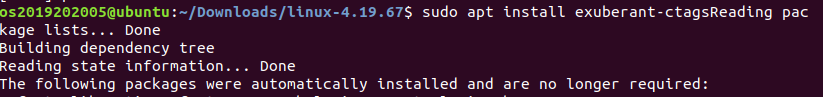 os2019202005@ubuntu:~/Downloads/linux-4.19.67$ sudo apt install exuberant-ctagsReading pac
kage lists... Done
Building dependency tree
Reading state information... Done
The following packages were automatically installed and are no longer required: